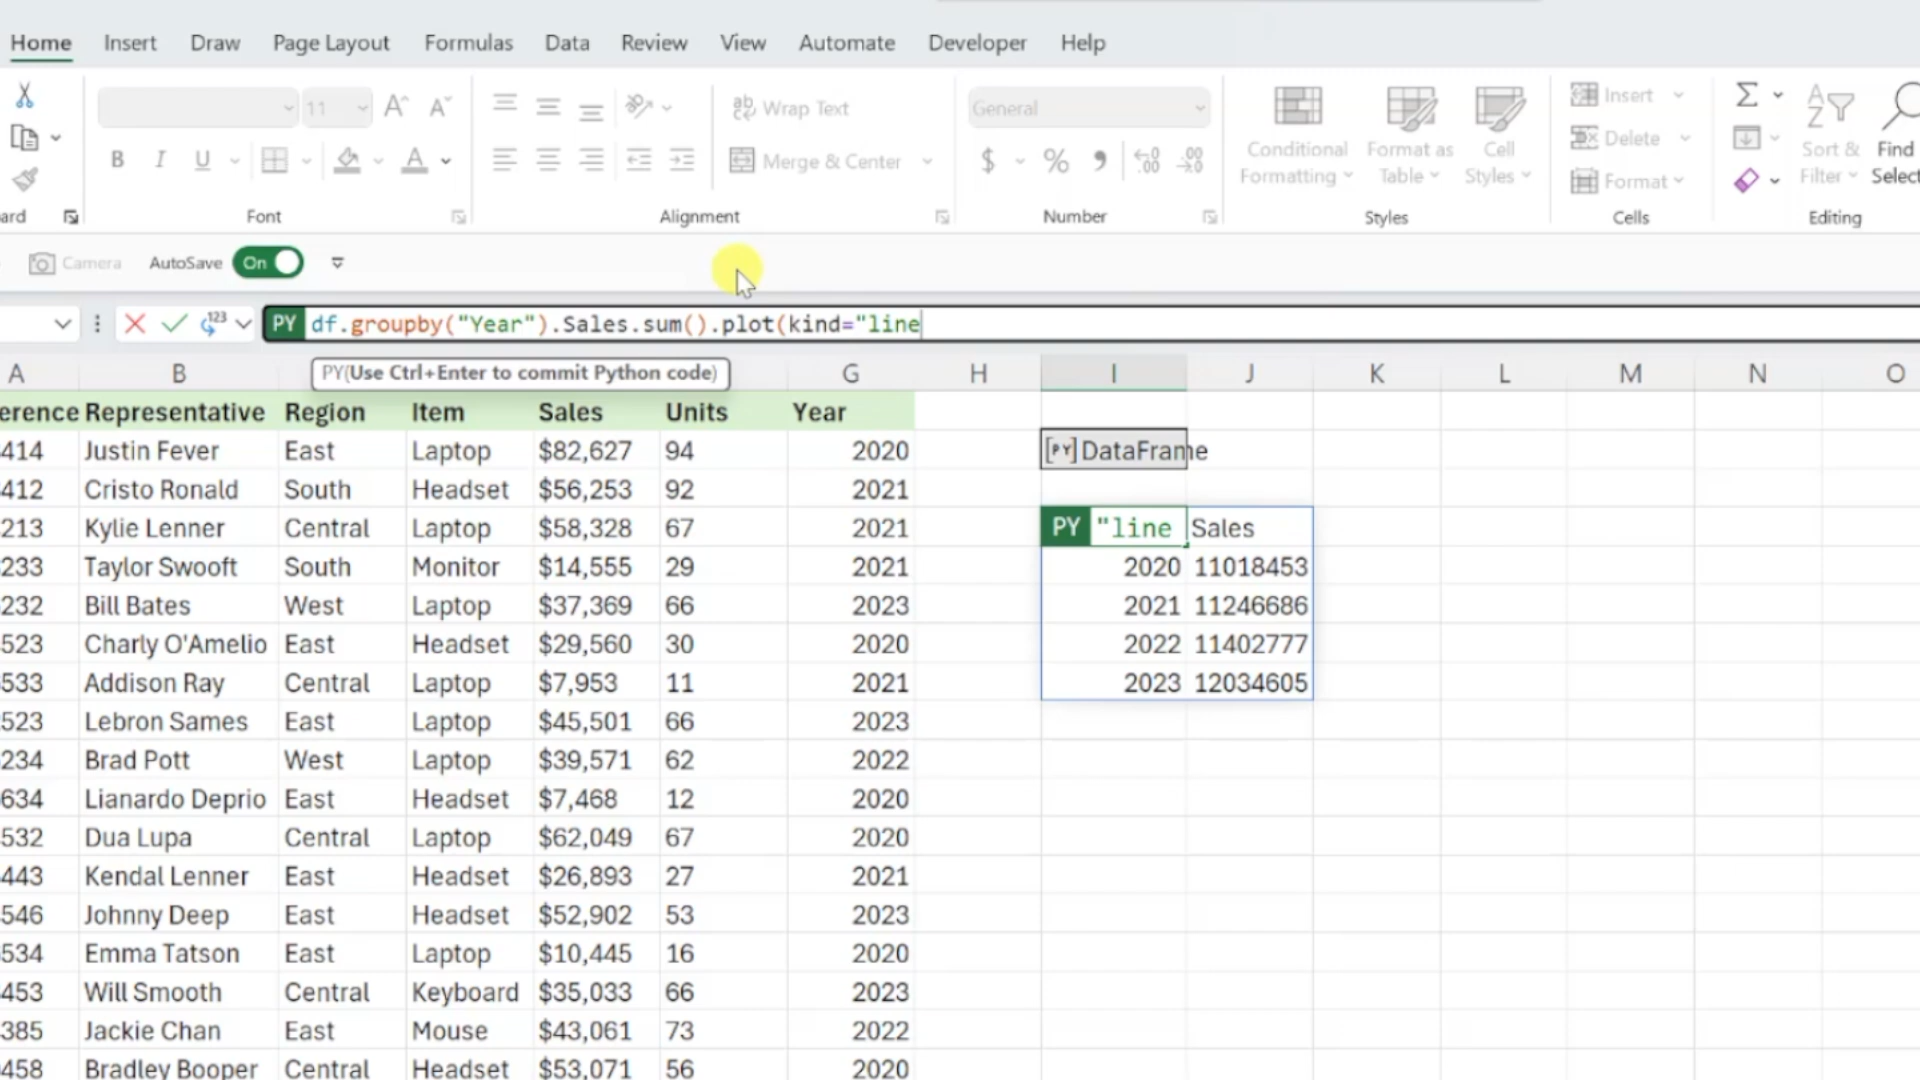 Home Insert Draw Page Layout Formulas Data Review View Automate Developer Help
11 A A ab Wrap Text General Insert
B I U A Merge & Center $ % Conditional Formatting Format as Table Cell Styles Delete Sort & Filter Find Select
Format
ard Font Alignment Number Styles Cells Editing
Camera AutoSave On
123 PY df.groupby("Year").Sales.sum().plot(kind="line
PY(Use Ctrl+Enter to commit Python code)
A B G H I J K L M N O
erence Representative Region Item Sales Units Year
414 Justin Fever East Laptop $82,627 94 2020 [PY] DataFrame
412 Cristo Ronald South Headset $56,253 92 2021
213 Kylie Lenner Central Laptop $58,328 67 2021 PY "line Sales
233 Taylor Swooft South Monitor $14,555 29 2021 2020 11018453
232 Bill Bates West Laptop $37,369 66 2023 2021 11246686
523 Charly O'Amelio East Headset $29,560 30 2020 2022 11402777
533 Addison Ray Central Laptop $7,953 11 2021 2023 12034605
523 Lebron Sames East Laptop $45,501 66 2023
234 Brad Pott West Laptop $39,571 62 2022
634 Lianardo Deprio East Headset $7,468 12 2020
532 Dua Lupa Central Laptop $62,049 67 2020
443 Kendal Lenner East Headset $26,893 27 2021
546 Johnny Deep East Headset $52,902 53 2023
534 Emma Tatson East Laptop $10,445 16 2020
453 Will Smooth Central Keyboard $35,033 66 2023
385 Jackie Chan East Mouse $43,061 73 2022
458 Bradley Booper Central Headset $53,071 56 2020